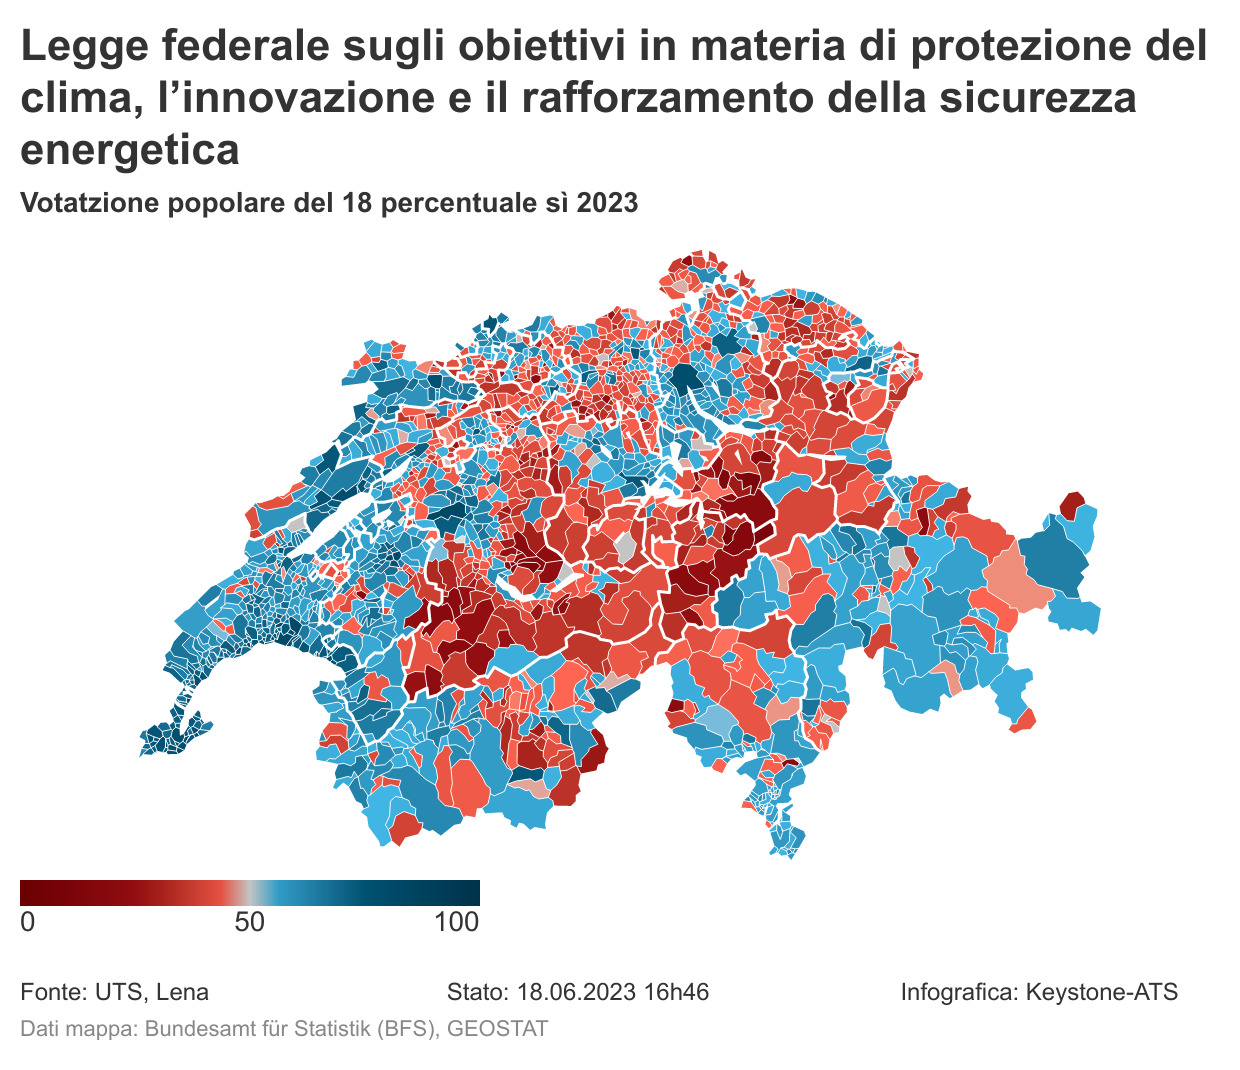 Legge federale sugli obiettivi in materia di protezione del
clima, l’innovazione e il rafforzamento della sicurezza
energetica
Votatzione popolare del 18 percentuale sì 2023
0 50 100
Fonte: UTS, Lena Stato: 18.06.2023 16h46 Infografica: Keystone-ATS
Dati mappa: Bundesamt für Statistik (BFS), GEOSTAT